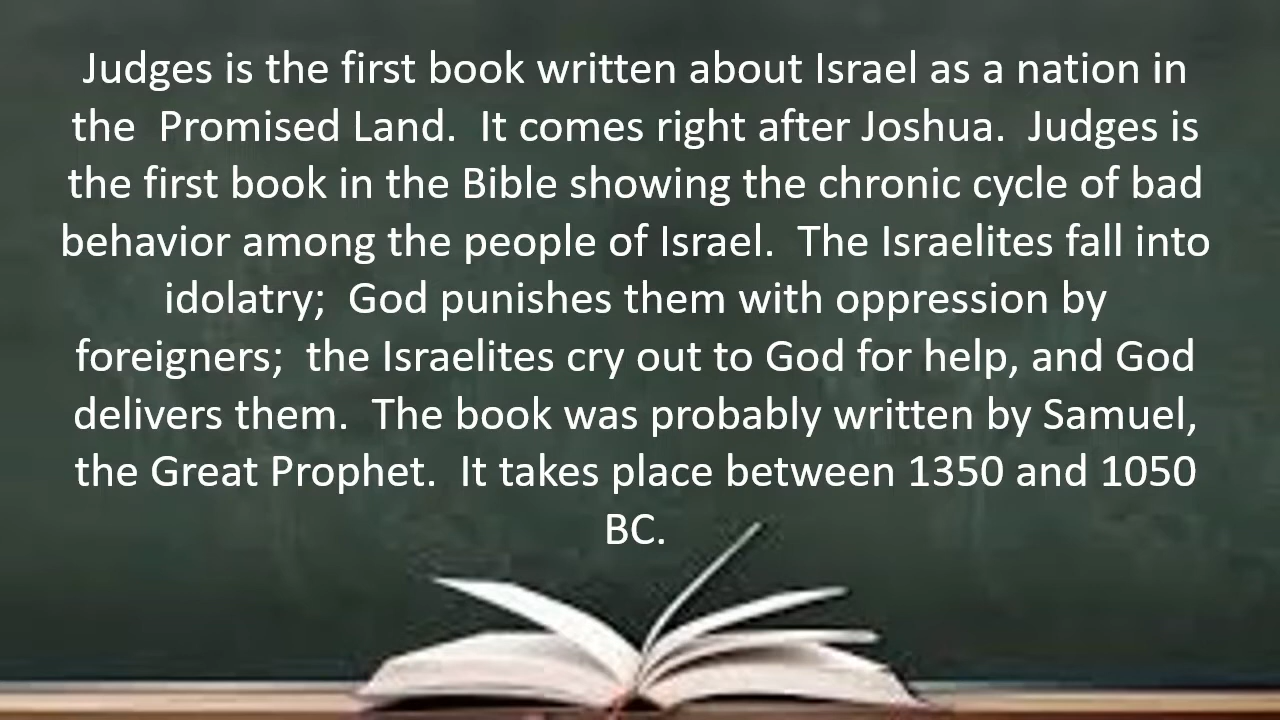 Judges is the first book written about Israel as a nation in
the  Promised Land.  It comes right after Joshua.  Judges is
the first book in the Bible showing the chronic cycle of bad
behavior among the people of Israel.  The Israelites fall into
idolatry;  God punishes them with oppression by
foreigners;  the Israelites cry out to God for help, and God
delivers them.  The book was probably written by Samuel,
the Great Prophet.  It takes place between 1350 and 1050
BC.